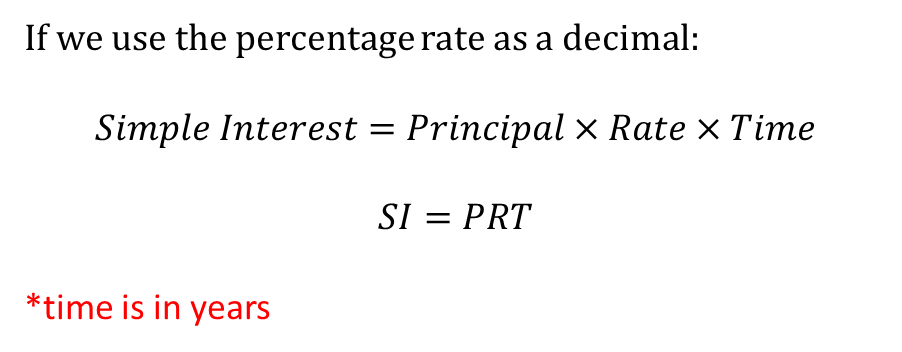 If we use the percentage rate as a decimal:
Simple Interest = Principal × Rate × Time
SI = PRT
*time is in years